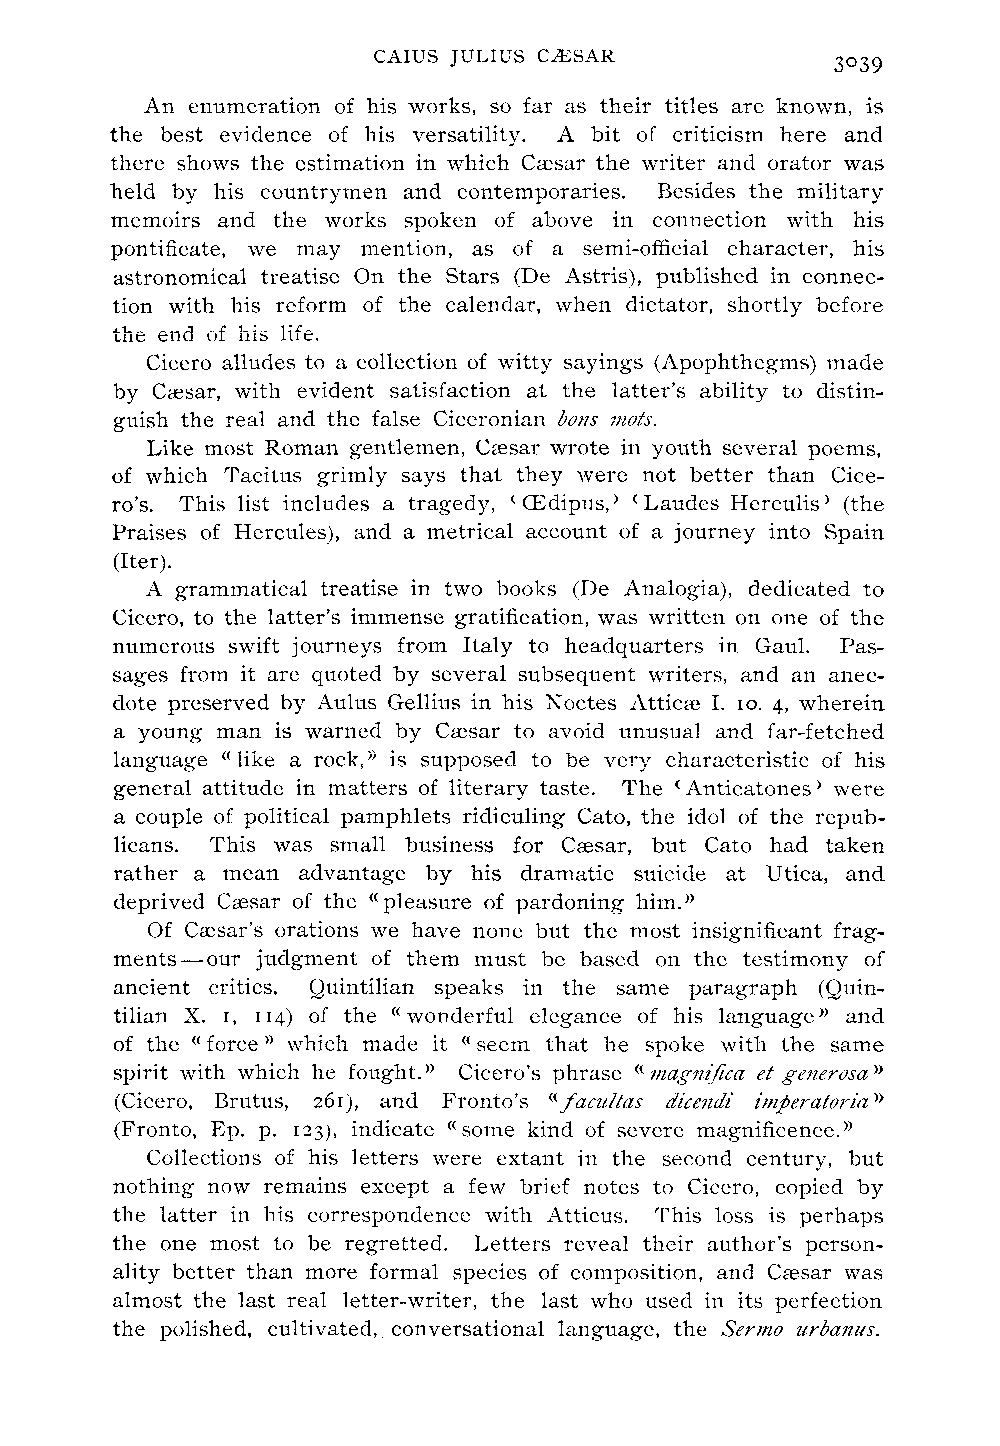 CAIUS JULIUS CÆSAR
3039
An enumeration of his works, so far as their titles are known, is
the best evidence of his versatility. A bit of criticism here and
there shows the estimation in which Cæsar the writer and orator was
held by his countrymen and contemporaries. Besides the military
memoirs and the works spoken of above in connection with his
pontificate, we may mention, as of a semi-official character, his
astronomical treatise On the Stars (De Astris), published in connec-
tion with his reform of the calendar, when dictator, shortly before
the end of his life.
Cicero alludes to a collection of witty sayings (Apophthegms) made
by Cæsar, with evident satisfaction at the latter's ability to distin-
guish the real and the false Ciceronian bons mots.
Like most Roman gentlemen, Cæsar wrote in youth several poems,
of which Tacitus grimly says that they were not better than Cice-
ro's. This list includes a tragedy, ‹Œdipus,› ‹Laudes Herculis› (the
Praises of Hercules), and a metrical account of a journey into Spain
(Iter).
A grammatical treatise in two books (De Analogia), dedicated to
Cicero, to the latter's immense gratification, was written on one of the
numerous swift journeys from Italy to headquarters in Gaul. Pas-
sages from it are quoted by several subsequent writers, and an anec-
dote preserved by Aulus Gellius in his Noctes Atticæ I. 10. 4, wherein
a young man is warned by Cæsar to avoid unusual and far-fetched
language «like a rock,» is supposed to be very characteristic of his
general attitude in matters of literary taste. The ‹Anticatones› were
a couple of political pamphlets ridiculing Cato, the idol of the repub-
licans. This was small business for Cæsar, but Cato had taken
rather a mean advantage by his dramatic suicide at Utica, and
deprived Cæsar of the «pleasure of pardoning him.»
Of Cæsar's orations we have none but the most insignificant frag-
ments—our judgment of them must be based on the testimony of
ancient critics. Quintilian speaks in the same paragraph (Quin-
tilian X. 1, 114) of the «wonderful elegance of his language» and
of the «force» which made it «seem that he spoke with the same
spirit with which he fought.» Cicero's phrase «magnifica et generosa»
(Cicero, Brutus, 261), and Fronto's «facultas dicendi imperatoria»
(Fronto, Ep. p. 123), indicate «some kind of severe magnificence.»
Collections of his letters were extant in the second century, but
nothing now remains except a few brief notes to Cicero, copied by
the latter in his correspondence with Atticus. This loss is perhaps
the one most to be regretted. Letters reveal their author's person-
ality better than more formal species of composition, and Cæsar was
almost the last real letter-writer, the last who used in its perfection
the polished, cultivated, conversational language, the Sermo urbanus.